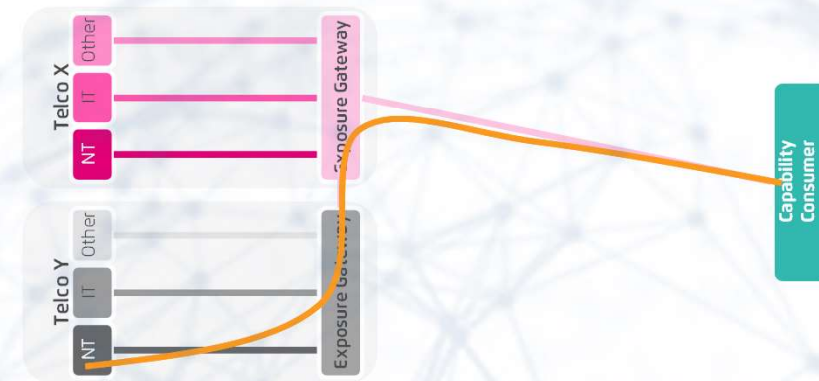 Telco X
Other
IT
NT
Exposure Gateway
Telco Y
Other
IT
NT
Exposure Gateway
Capability
Consumer